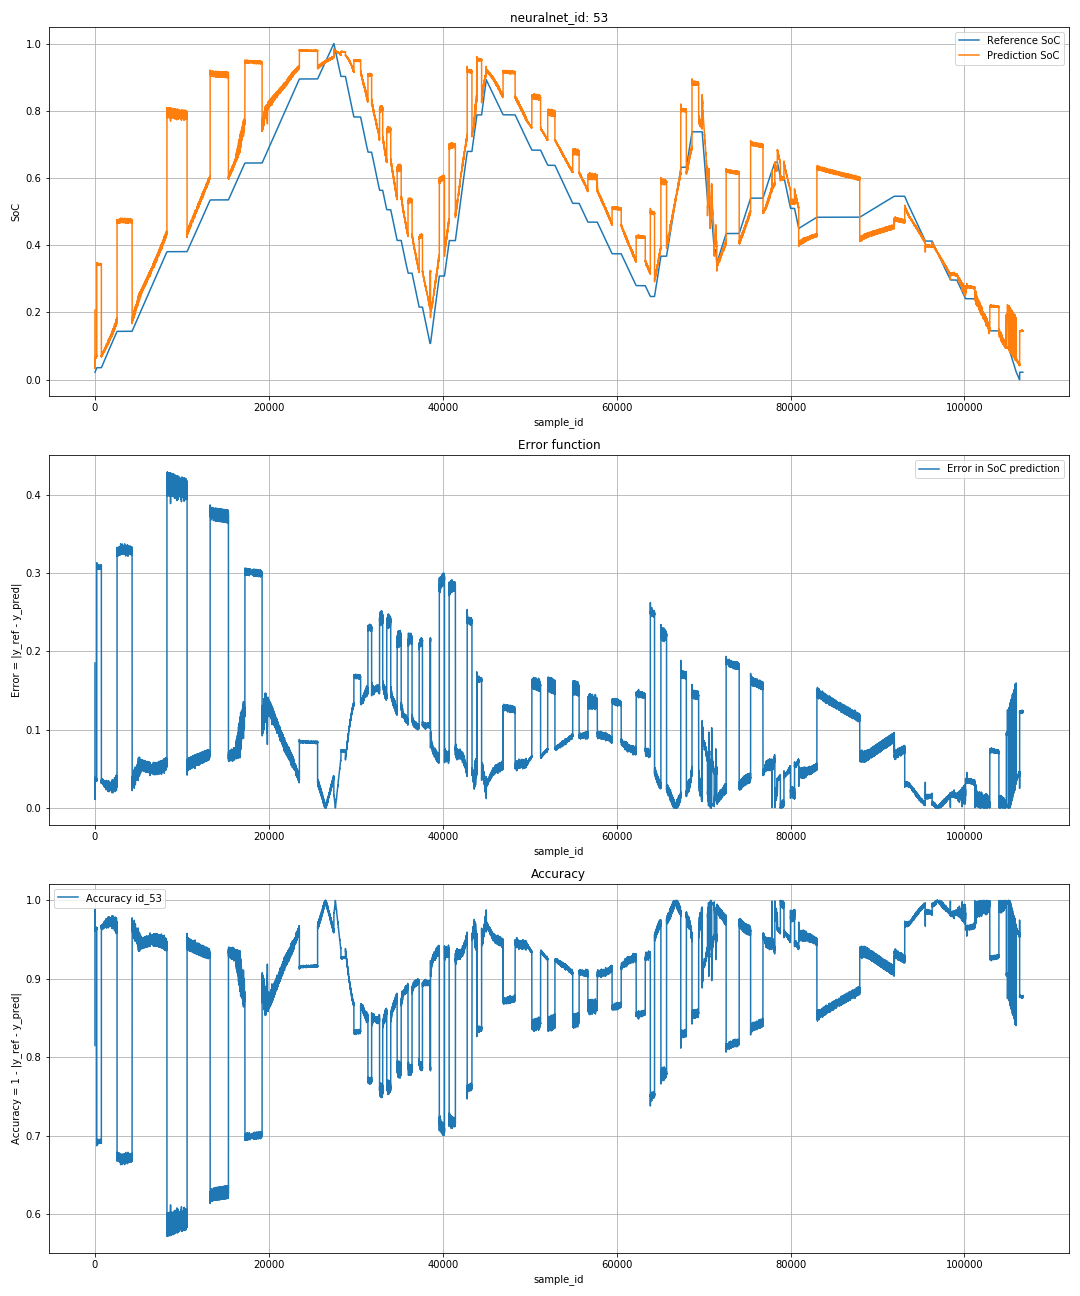 neuralnet_id: 53
Reference SoC
Prediction SoC
SoC
1.0
0.8
0.6
0.4
0.2
0.0
0 20000 40000 60000 80000 100000
sample_id
Error function
Error in SoC prediction
Error = |y_ref - y_pred|
0.4
0.3
0.2
0.1
0.0
0 20000 40000 60000 80000 100000
sample_id
Accuracy
Accuracy id_53
Accuracy = 1 - |y_ref - y_pred|
1.0
0.9
0.8
0.7
0.6
0 20000 40000 60000 80000 100000
sample_id